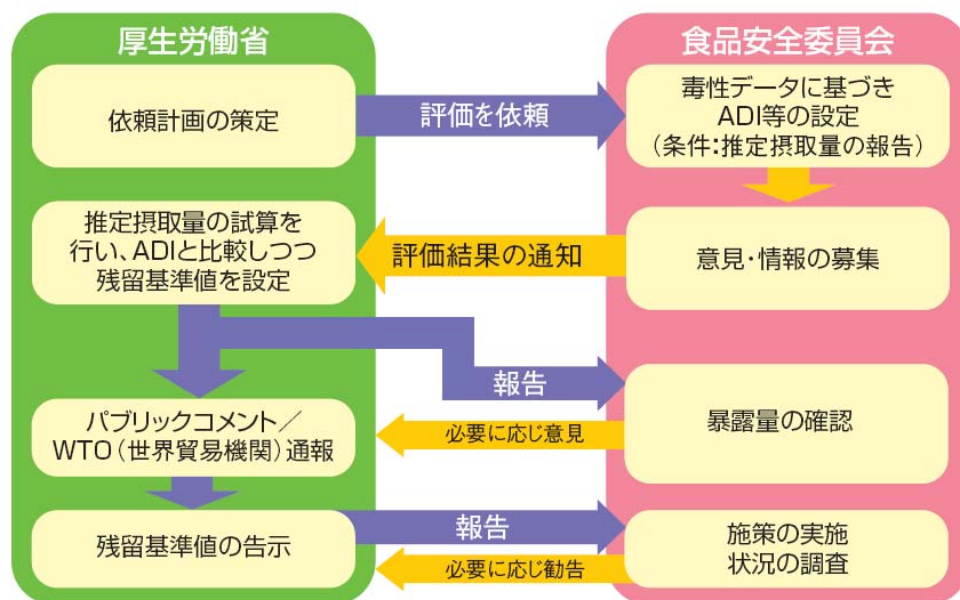 厚生労働省
食品安全委員会
依頼計画の策定
評価を依頼
毒性データに基づき
ADI等の設定
（条件：推定摂取量の報告）
推定摂取量の試算を
行い、ADIと比較しつつ
残留基準値を設定
評価結果の通知
意見・情報の募集
報告
パブリックコメント／
WTO（世界貿易機関）通報
必要に応じ意見
暴露量の確認
残留基準値の告示
報告
必要に応じ勧告
施策の実施
状況の調査